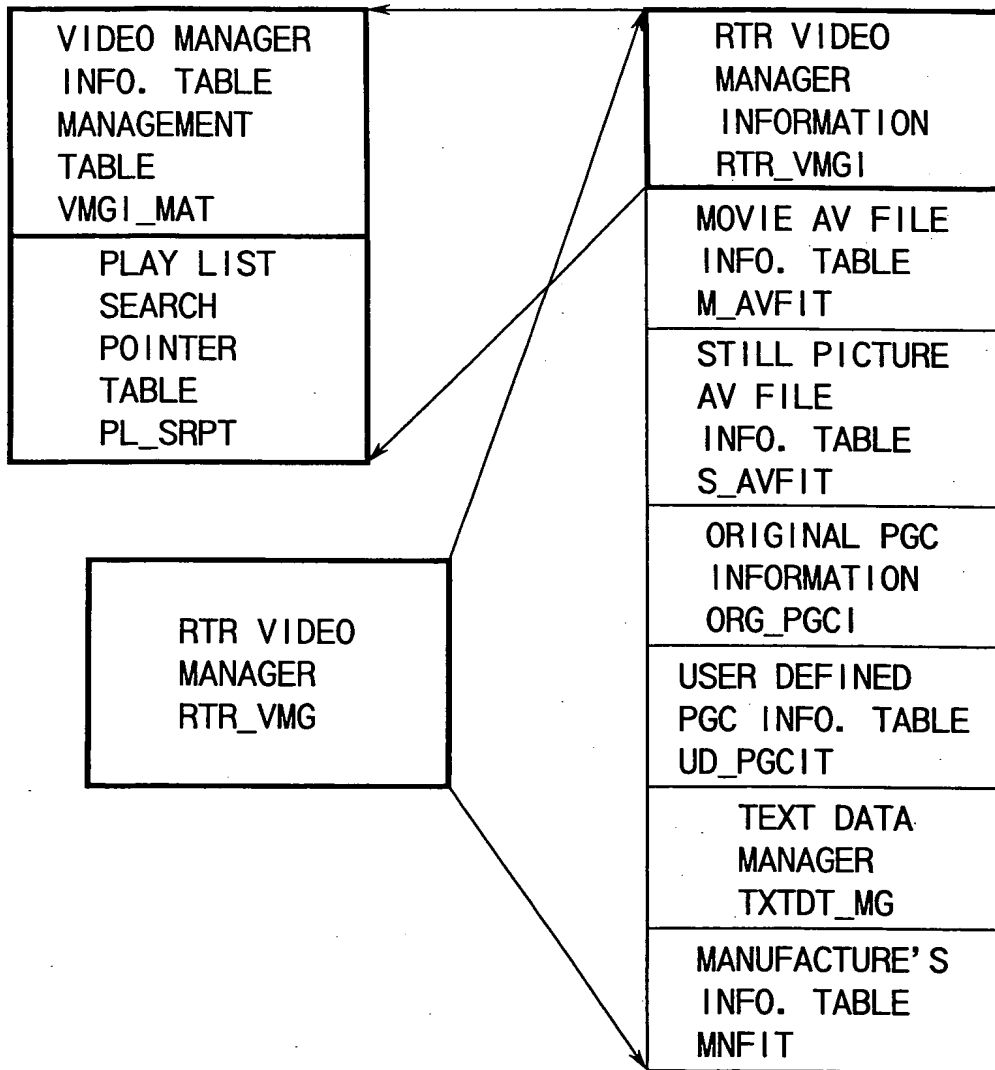 VIDEO MANAGER
INFO. TABLE
MANAGEMENT
TABLE
VMGI_MAT
PLAY LIST
SEARCH
POINTER
TABLE
PL_SRPT
RTR VIDEO
MANAGER
RTR_VMG
RTR VIDEO
MANAGER
INFORMATION
RTR_VMGI
MOVIE AV FILE
INFO. TABLE
M_AVFIT
STILL PICTURE
AV FILE
INFO. TABLE
S_AVFIT
ORIGINAL PGC
INFORMATION
ORG_PGCI
USER DEFINED
PGC INFO. TABLE
UD_PGCIT
TEXT DATA
MANAGER
TXTDT_MG
MANUFACTURE'S
INFO. TABLE
MNFIT